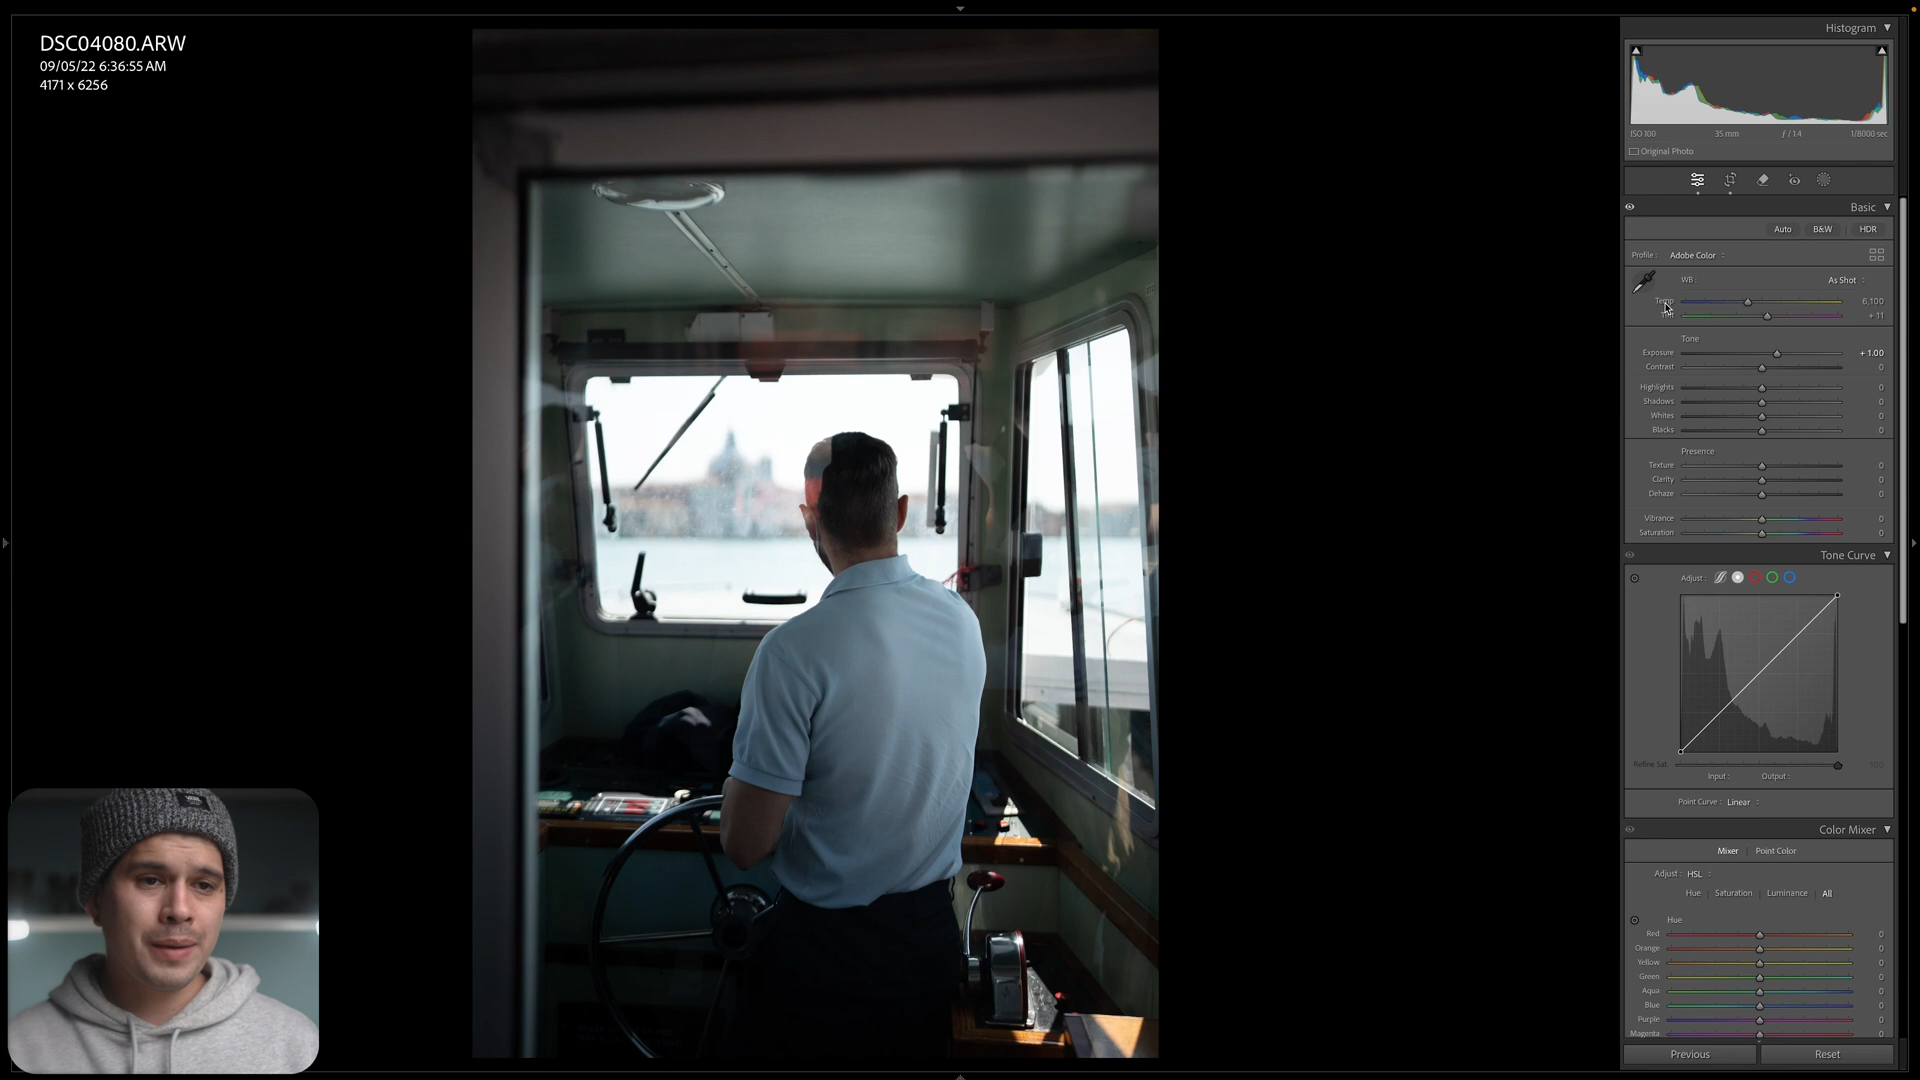 DSC04080.ARW
09/05/22 6:36:55 AM
4171 x 6256
Histogram
ISO 100 35 mm ƒ / 1.4 1/8000 sec
Original Photo
Basic
Auto B&W HDR
Profile : Adobe Color
WB : As Shot
Temp 6,100
+ 11
Tone
Exposure + 1.00
Contrast 0
Highlights 0
Shadows 0
Whites 0
Blacks 0
Presence
Texture 0
Clarity 0
Dehaze 0
Vibrance 0
Saturation 0
Tone Curve
Adjust :
Refine Sat. 100
Input : Output :
Point Curve : Linear
Color Mixer
Mixer Point Color
Adjust : HSL
Hue Saturation Luminance All
Hue
Red 0
Orange 0
Yellow 0
Green 0
Aqua 0
Blue 0
Purple 0
Magenta 0
Previous Reset